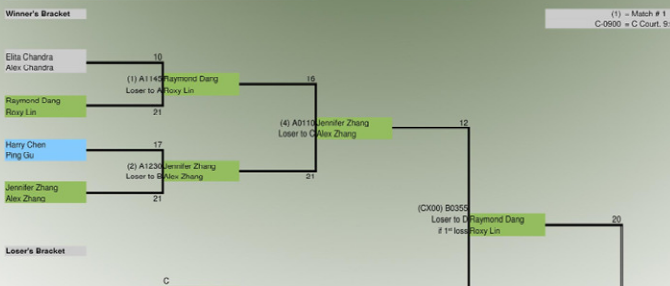 Winner's Bracket
(1) = Match # 1
C-0900 = C Court, 9:
Elita Chandra
Alex Chandra
10
(1) A1145
Loser to A
Raymond Dang
Roxy Lin
16
Raymond Dang
Roxy Lin
21
(4) A0110
Loser to C
Jennifer Zhang
Alex Zhang
12
Harry Chen
Ping Gu
17
(2) A1230
Loser to B
Jennifer Zhang
Alex Zhang
21
Jennifer Zhang
Alex Zhang
21
(CX00) B0355
Loser to D
if 1st loss
Raymond Dang
Roxy Lin
20
Loser's Bracket
C